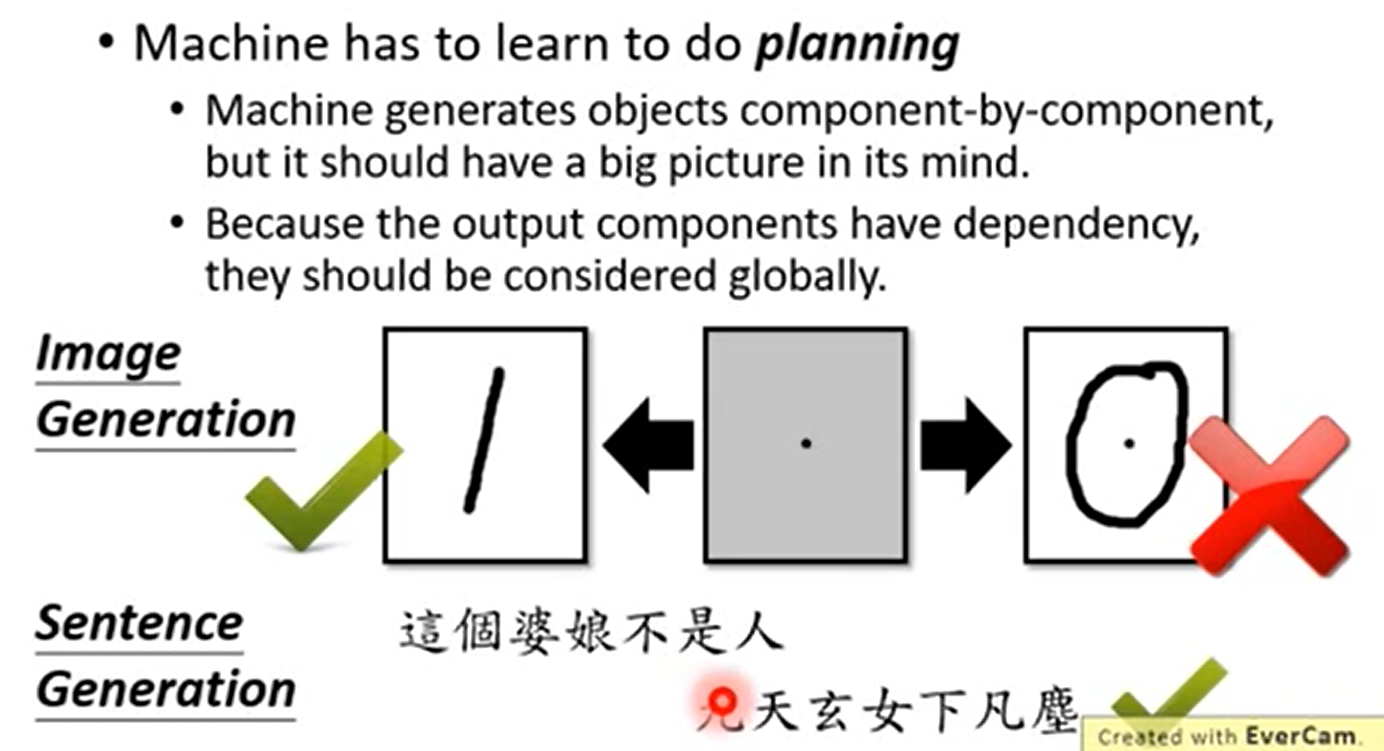 • Machine has to learn to do planning
• Machine generates objects component-by-component,
but it should have a big picture in its mind.
• Because the output components have dependency,
they should be considered globally.
Image
Generation
Sentence
Generation
這個婆娘不是人
九天玄女下凡塵
Created with EverCam.